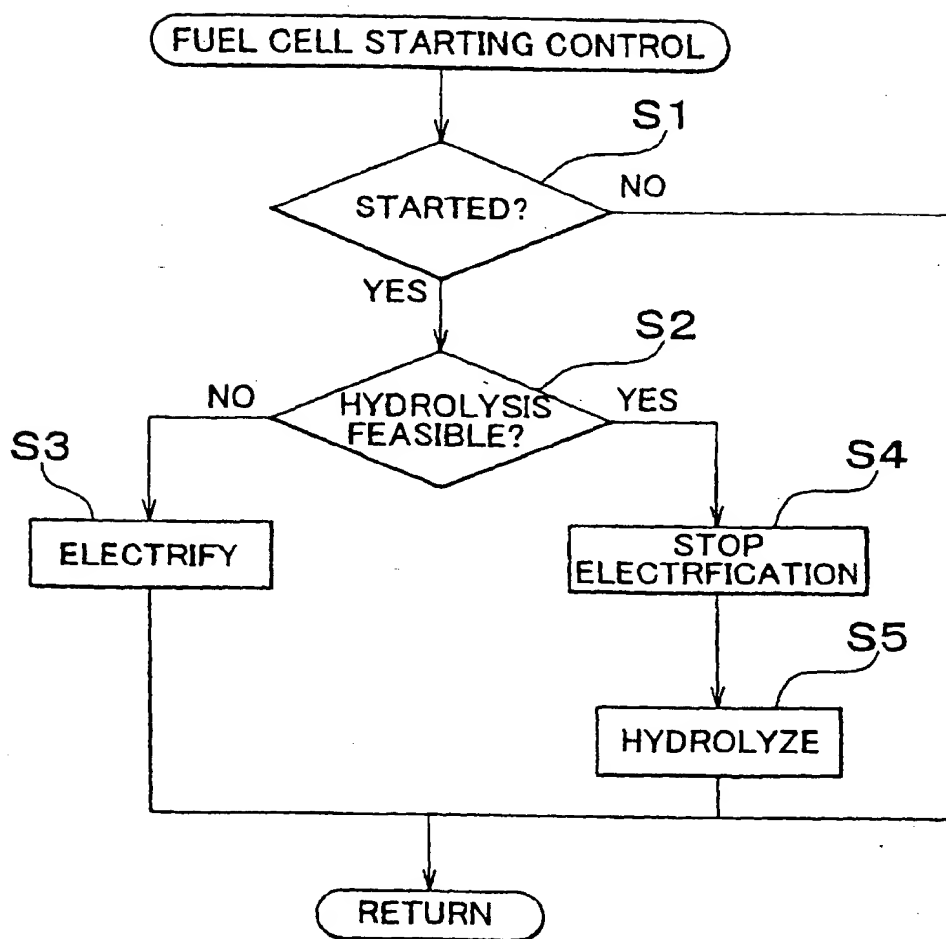 FUEL CELL STARTING CONTROL
S1
STARTED?
NO
YES
S2
NO
HYDROLYSIS
FEASIBLE?
YES
S3
ELECTRIFY
S4
STOP
ELECTRFICATION
S5
HYDROLYZE
RETURN